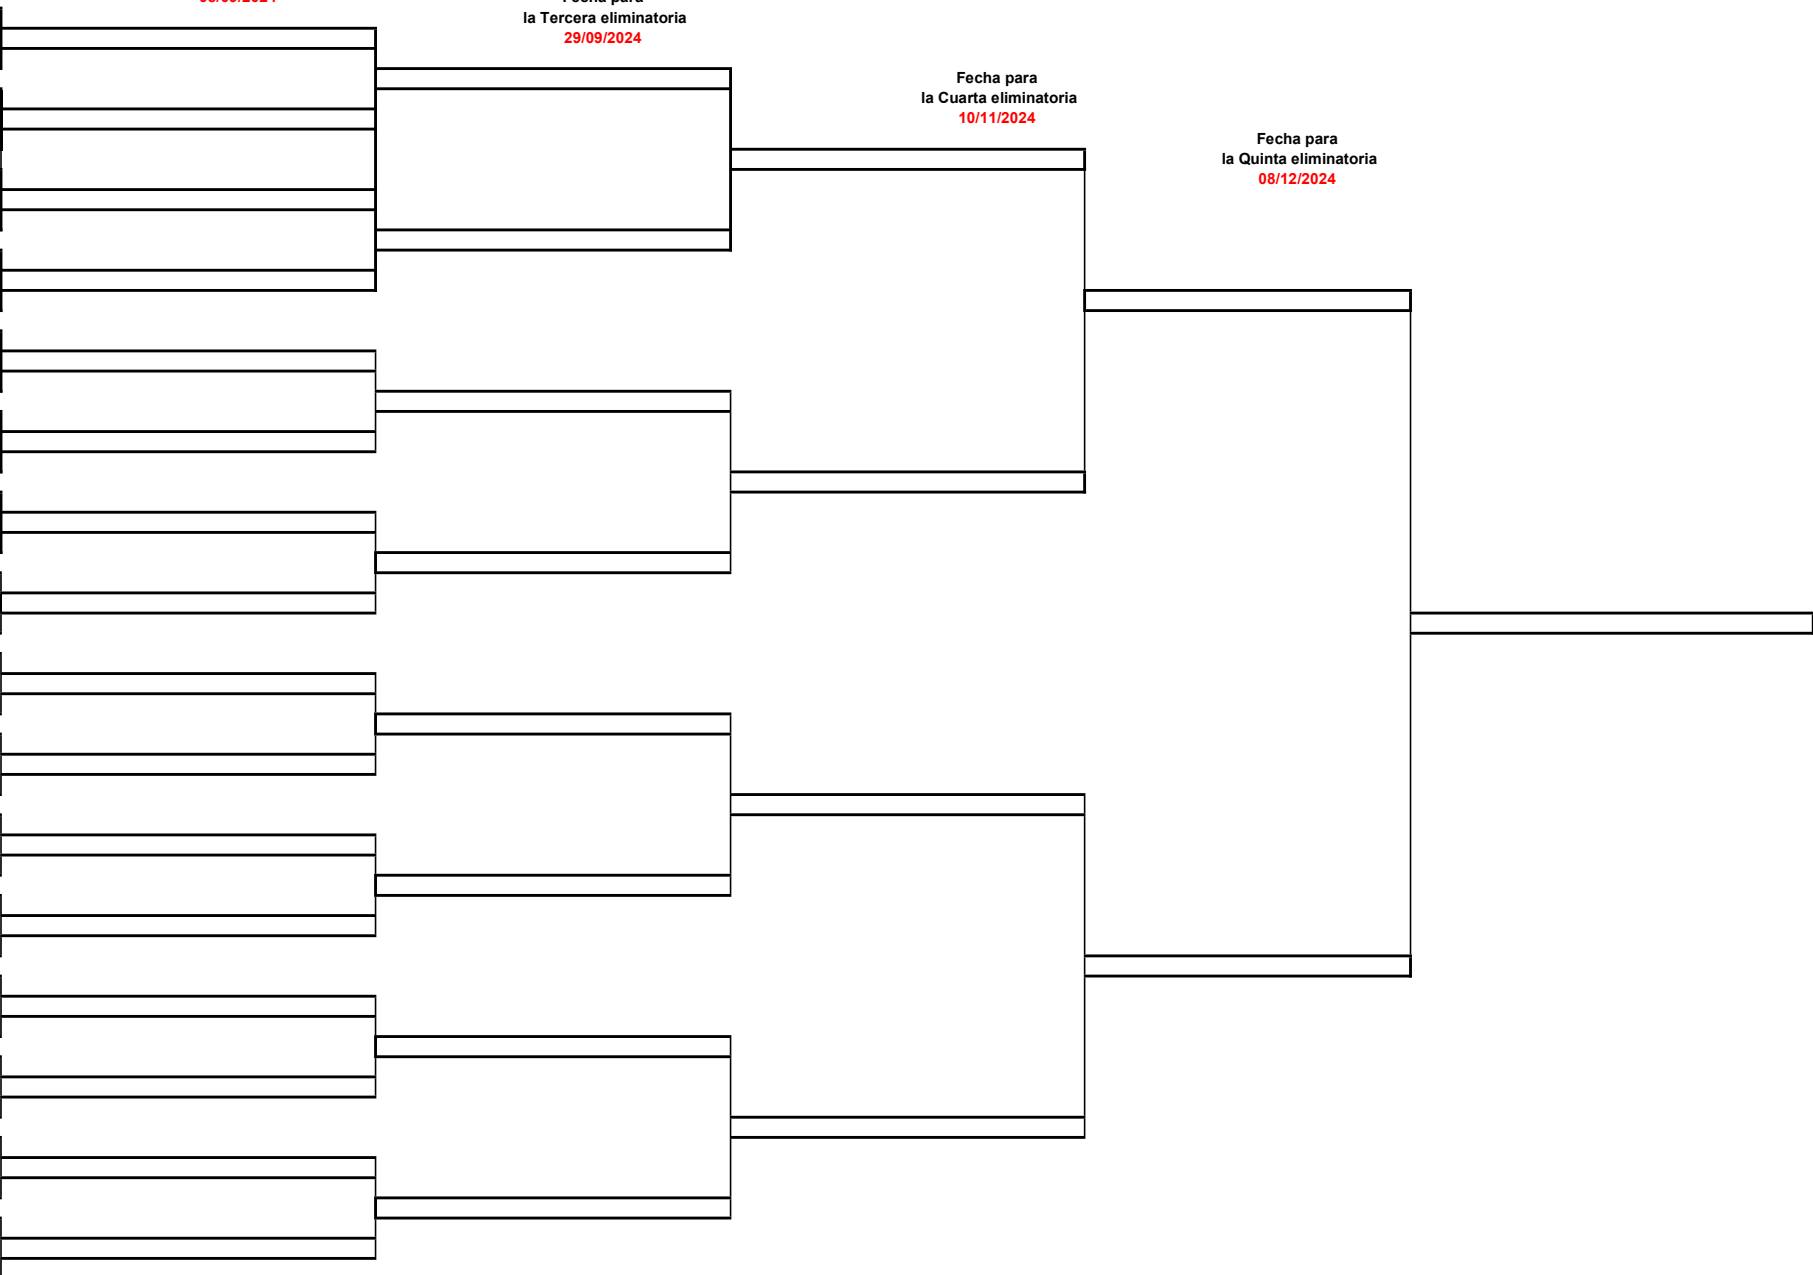 la Tercera eliminatoria
29/09/2024
Fecha para
la Cuarta eliminatoria
10/11/2024
Fecha para
la Quinta eliminatoria
08/12/2024